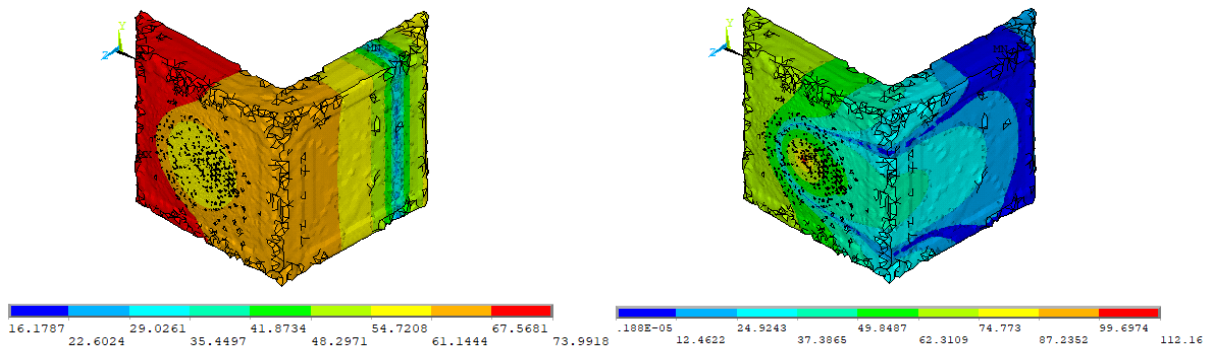 Y
Z
Y
Z
16.1787 29.0261 41.8734 54.7208 67.5681
22.6024 35.4497 48.2971 61.1444 73.9918
.188E-05 24.9243 49.8487 74.773 99.6974
12.4622 37.3865 62.3109 87.2352 112.16